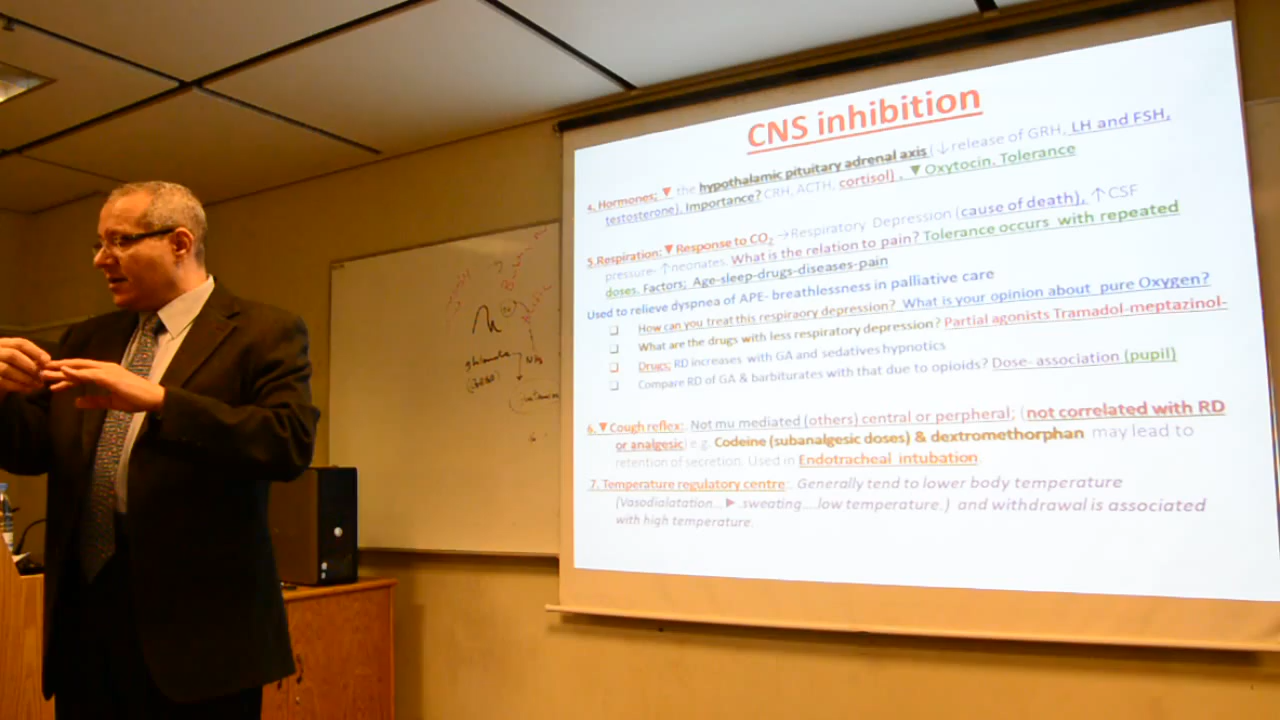 CNS inhibition
4. Hormones; ▼ the hypothalamic pituitary adrenal axis (↓release of GRH, LH and FSH,
testosterone). Importance? CRH, ACTH, cortisol) , ▼ Oxytocin. Tolerance
5.Respiration: ▼ Response to CO2 →Respiratory Depression (cause of death), ↑CSF
pressure- ↑neonates. What is the relation to pain? Tolerance occurs with repeated
doses. Factors; Age-sleep-drugs-diseases-pain
Used to relieve dyspnea of APE- breathlessness in palliative care
❑ How can you treat this respiraory depression? What is your opinion about pure Oxygen?
❑ What are the drugs with less respiratory depression? Partial agonists Tramadol-meptazinol-
❑ Drugs; RD increases with GA and sedatives hypnotics
❑ Compare RD of GA & barbiturates with that due to opioids? Dose- association (pupil)
6. ▼ Cough reflex: Not mu mediated (others) central or perpheral; (not correlated with RD
or analgesic) e.g. Codeine (subanalgesic doses) & dextromethorphan may lead to
retention of secretion. Used in Endotracheal intubation
7. Temperature regulatory centre: Generally tend to lower body temperature
(Vasodialatation...► .sweating....low temperature.) and withdrawal is associated
with high temperature.